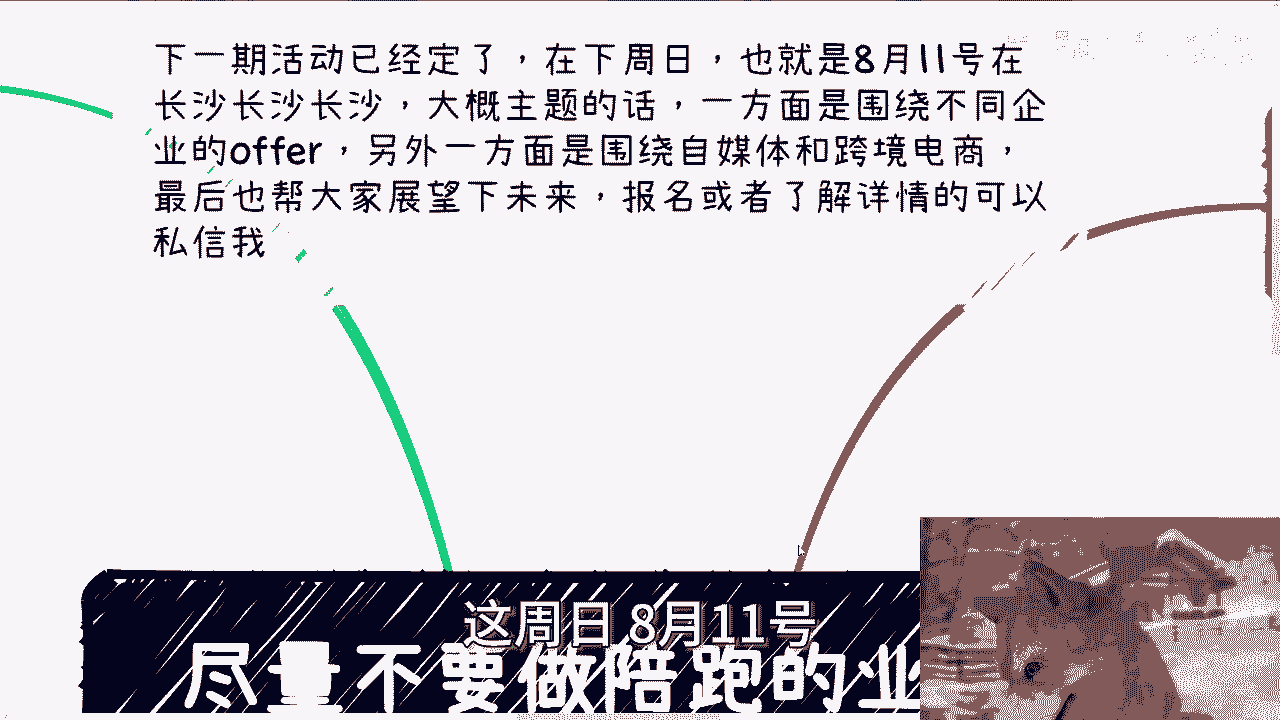 下一期活动已经定了，在下周日，也就是8月11号在
长沙长沙长沙，大概主题的话，一方面是围绕不同企
业的offer，另外一方面是围绕自媒体和跨境电商，
最后也帮大家展望下未来，报名或者了解详情的可以
私信我
这周日 8月11号
尽量不要做陪跑的业